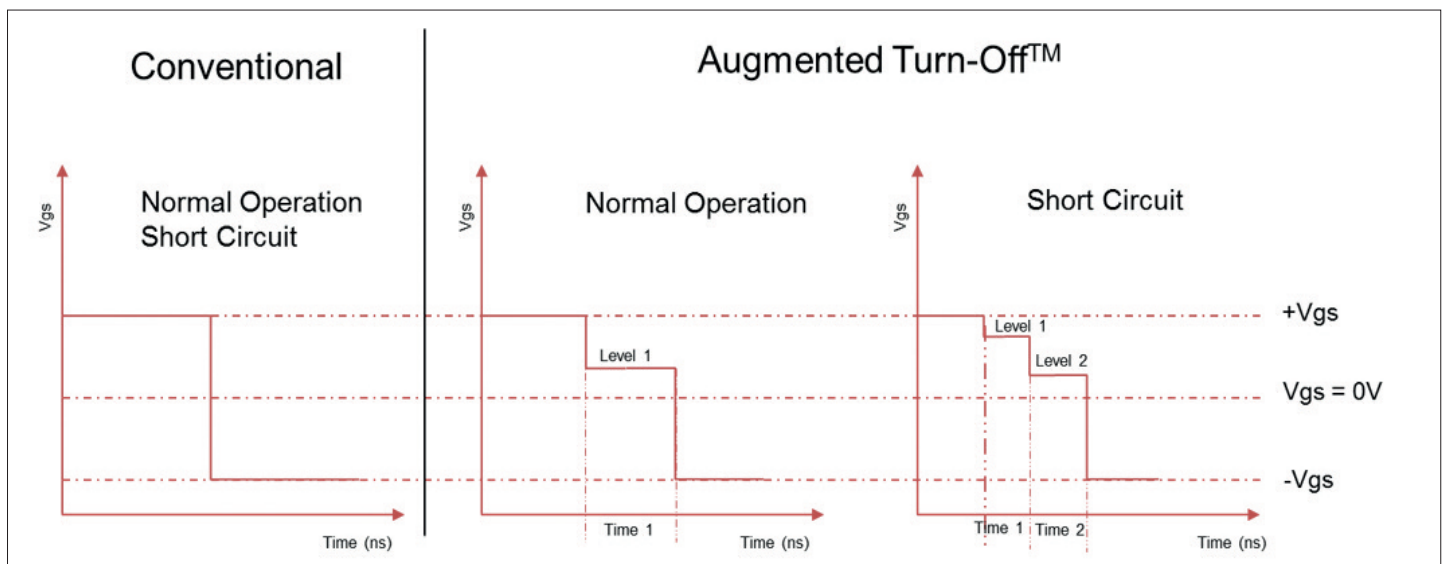 Conventional
Augmented Turn-Off™
Vgs
Normal Operation
Short Circuit
Time (ns)
Vgs
Normal Operation
Level 1
Time 1
Time (ns)
Vgs
Short Circuit
Level 1
Level 2
Time 1
Time 2
Time (ns)
+Vgs
Vgs = 0V
-Vgs